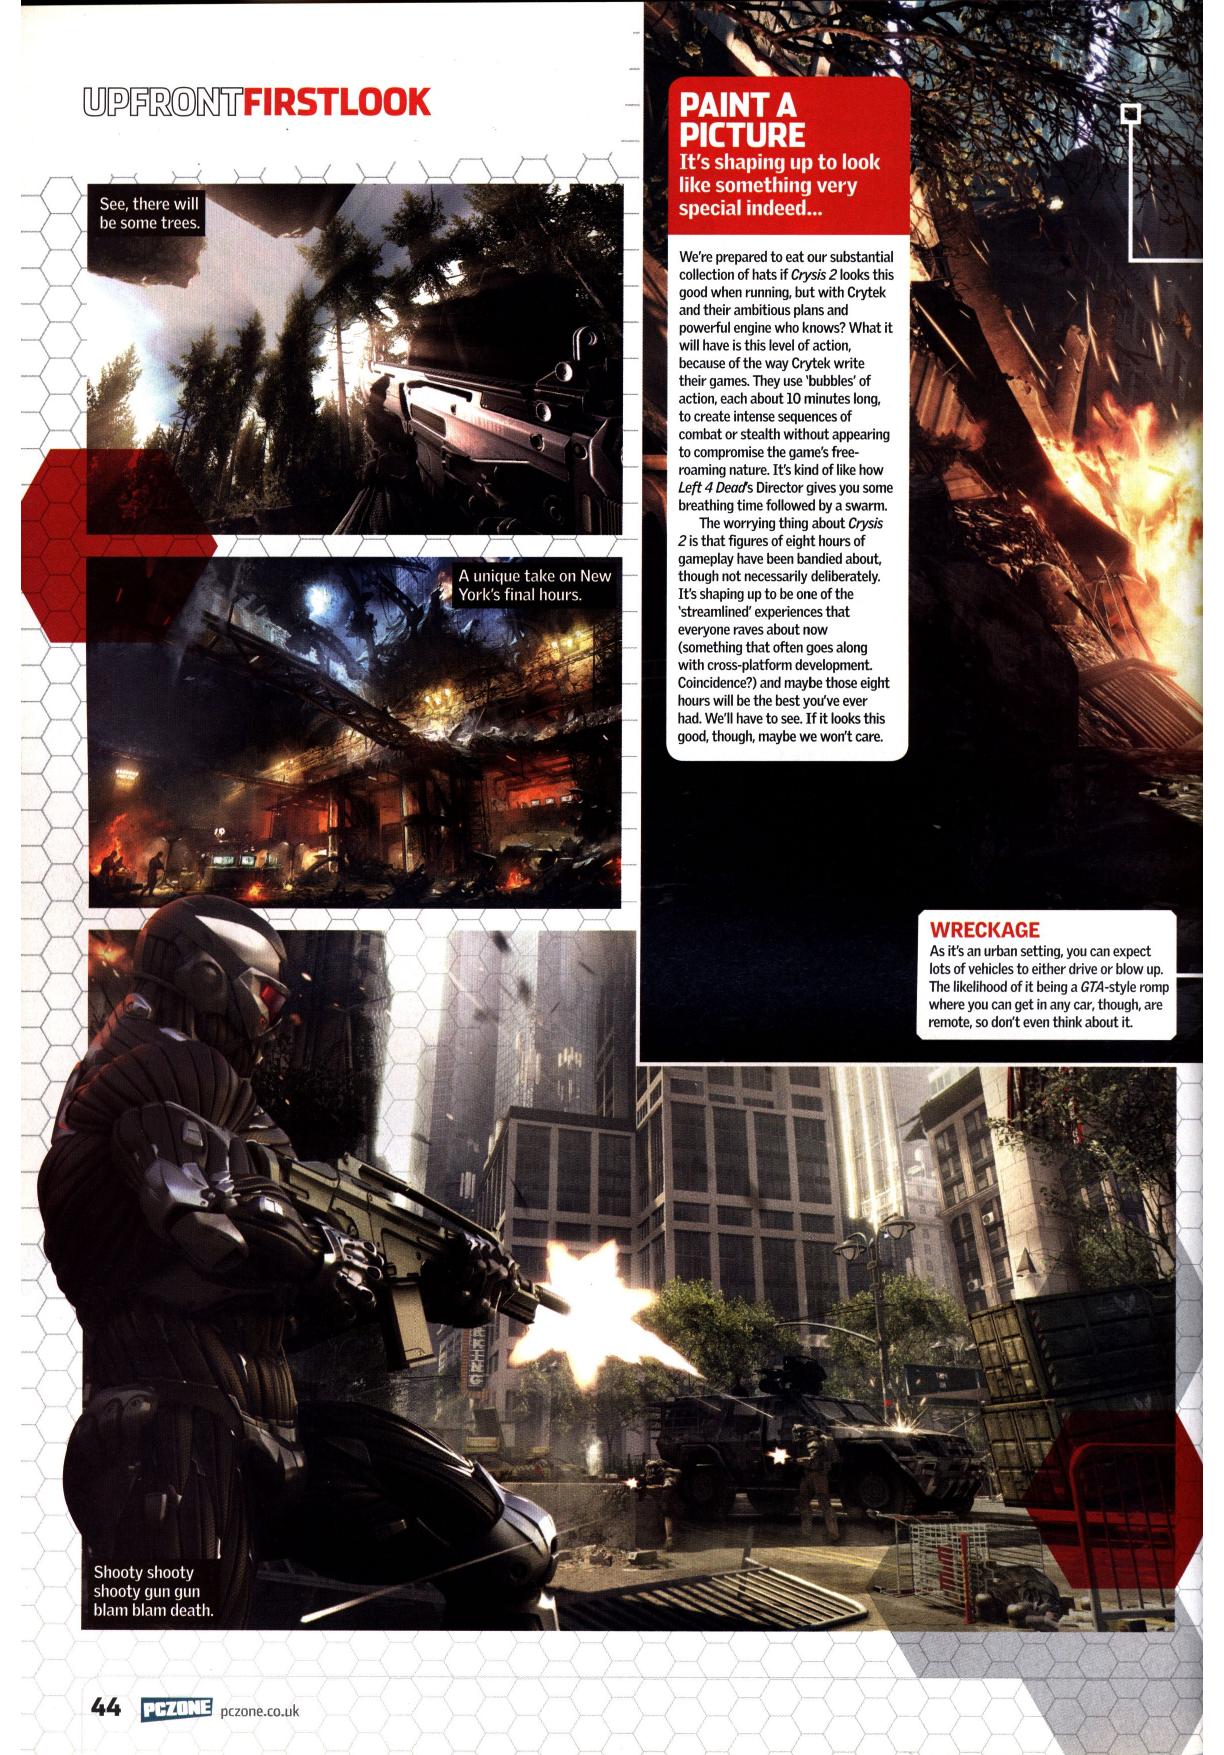 UPFRONTFIRSTLOOK
See, there will
be some trees.
A unique take on New
York's final hours.
PAINT A
PICTURE
It's shaping up to look
like something very
special indeed...
We're prepared to eat our substantial
collection of hats if Crysis 2 looks this
good when running, but with Crytek
and their ambitious plans and
powerful engine who knows? What it
will have is this level of action,
because of the way Crytek write
their games. They use 'bubbles' of
action, each about 10 minutes long,
to create intense sequences of
combat or stealth without appearing
to compromise the game's free-
roaming nature. It's kind of like how
Left 4 Dead's Director gives you some
breathing time followed by a swarm.
The worrying thing about Crysis
2 is that figures of eight hours of
gameplay have been bandied about,
though not necessarily deliberately.
It's shaping up to be one of the
'streamlined' experiences that
everyone raves about now
(something that often goes along
with cross-platform development.
Coincidence?) and maybe those eight
hours will be the best you've ever
had. We'll have to see. If it looks this
good, though, maybe we won't care.
WRECKAGE
As it's an urban setting, you can expect
lots of vehicles to either drive or blow up.
The likelihood of it being a GTA-style romp
where you can get in any car, though, are
remote, so don't even think about it.
RKING
Shooty shooty
shooty gun gun
blam blam death.
44 PCZONE pczone.co.uk